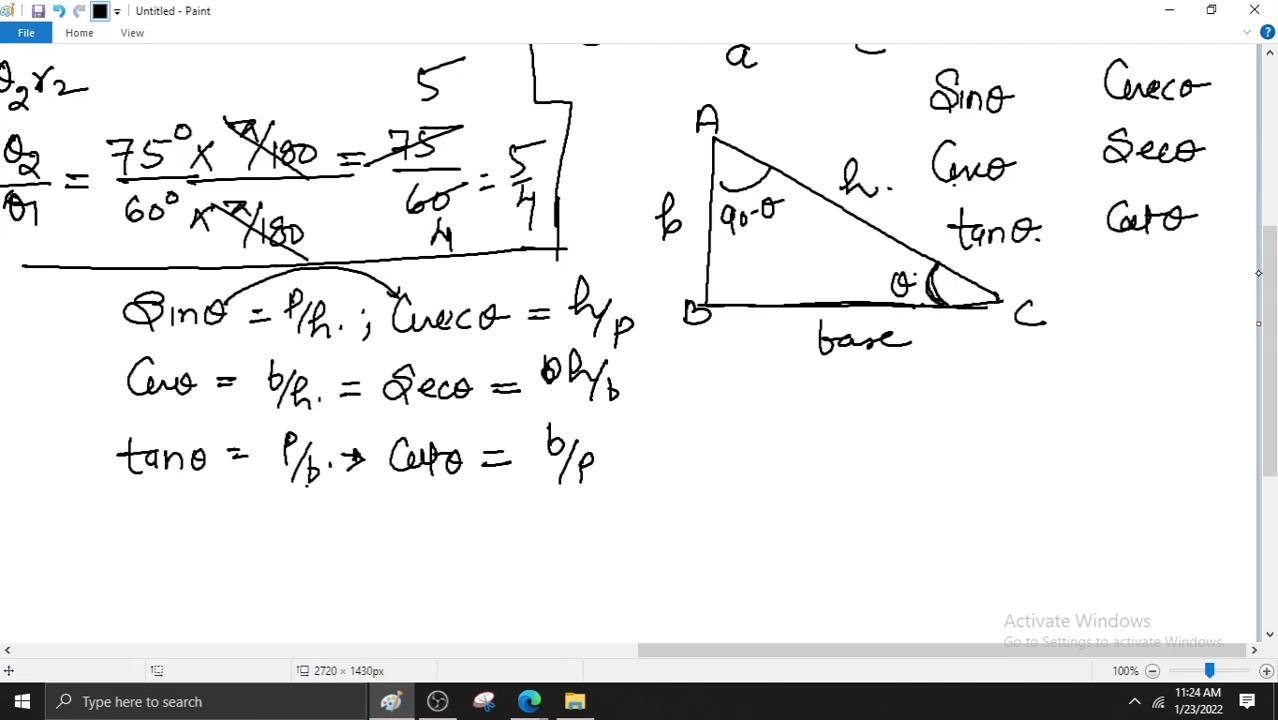 Untitled - Paint
File Home View
θ2r2
θ2/θ1 = 75° × π/180 / 60° × π/180 = 75/60 = 5/4
5
4
a
A
B
C
h.
90-θ
θ
base
Sinθ Cosecθ
Cosθ Secθ
tanθ. Cotθ
Sinθ = P/h. ; Cosecθ = h/p
Cosθ = b/h. = Secθ = h/b
tanθ = P/b. → Cotθ = b/p
Activate Windows
Go to Settings to activate Windows.
2720 × 1430px
100%
Type here to search
11:24 AM
1/23/2022